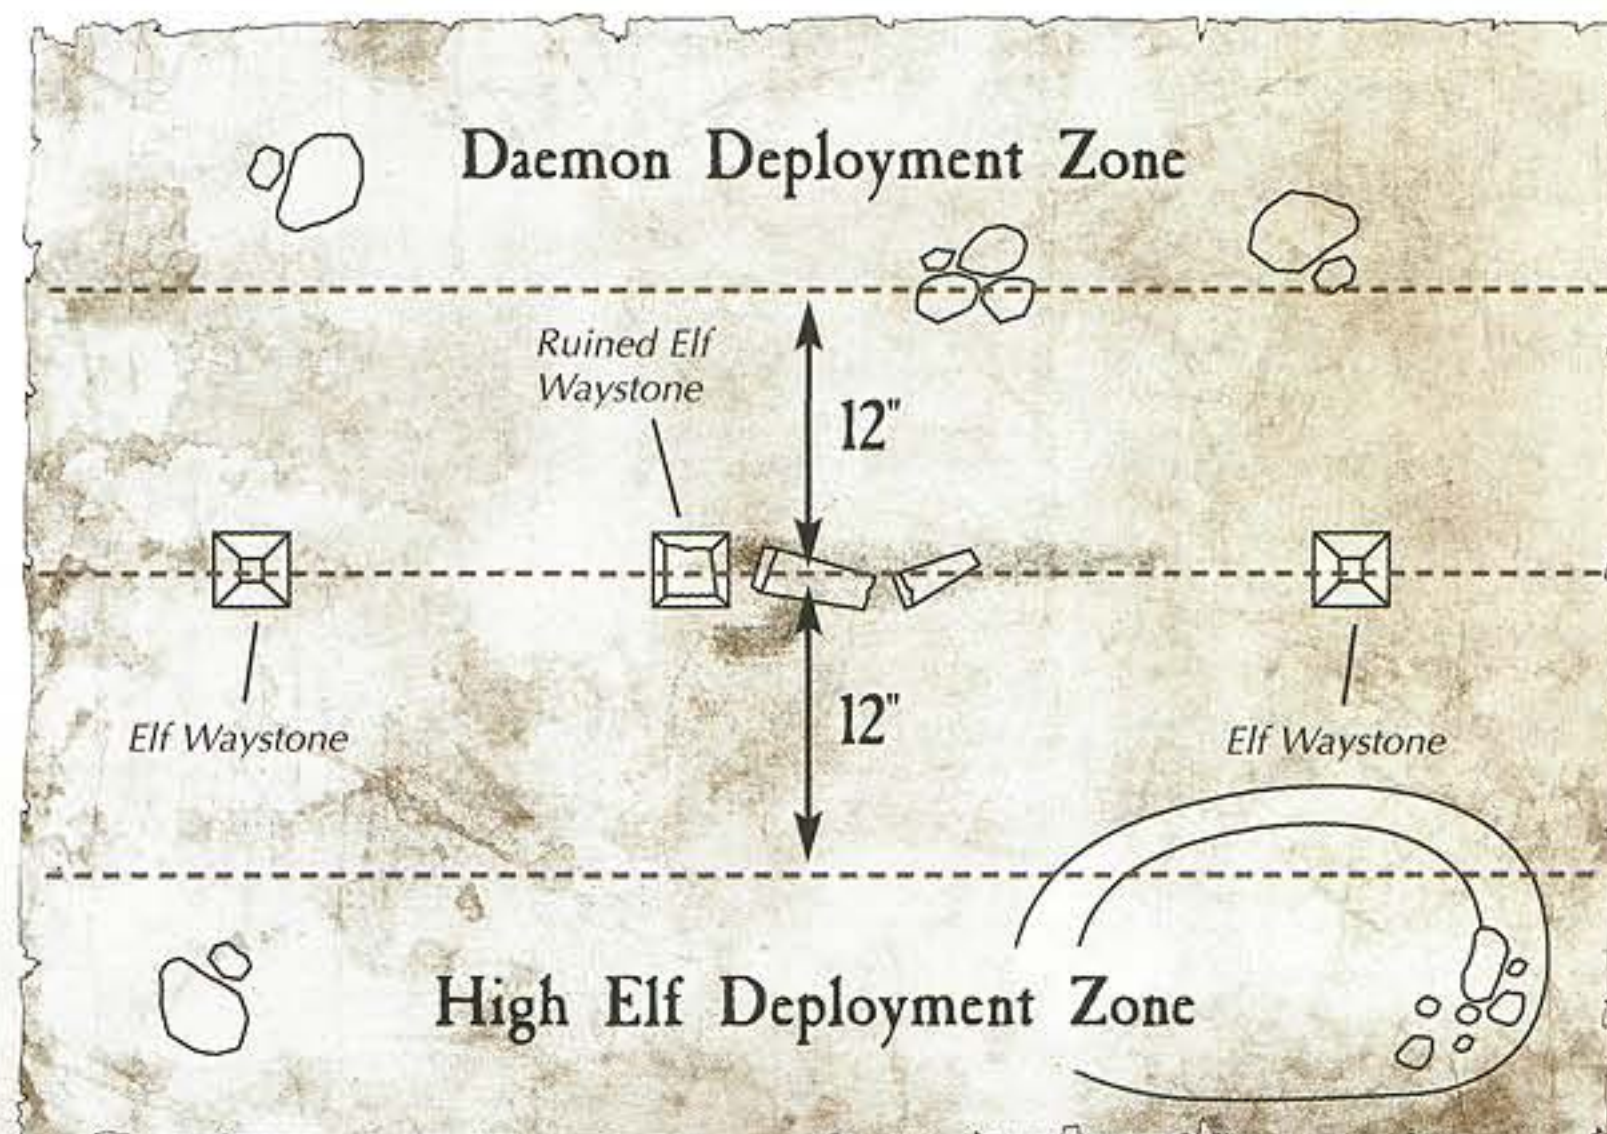 Daemon Deployment Zone
Ruined Elf
Waystone
12"
12"
Elf Waystone
Elf Waystone
High Elf Deployment Zone